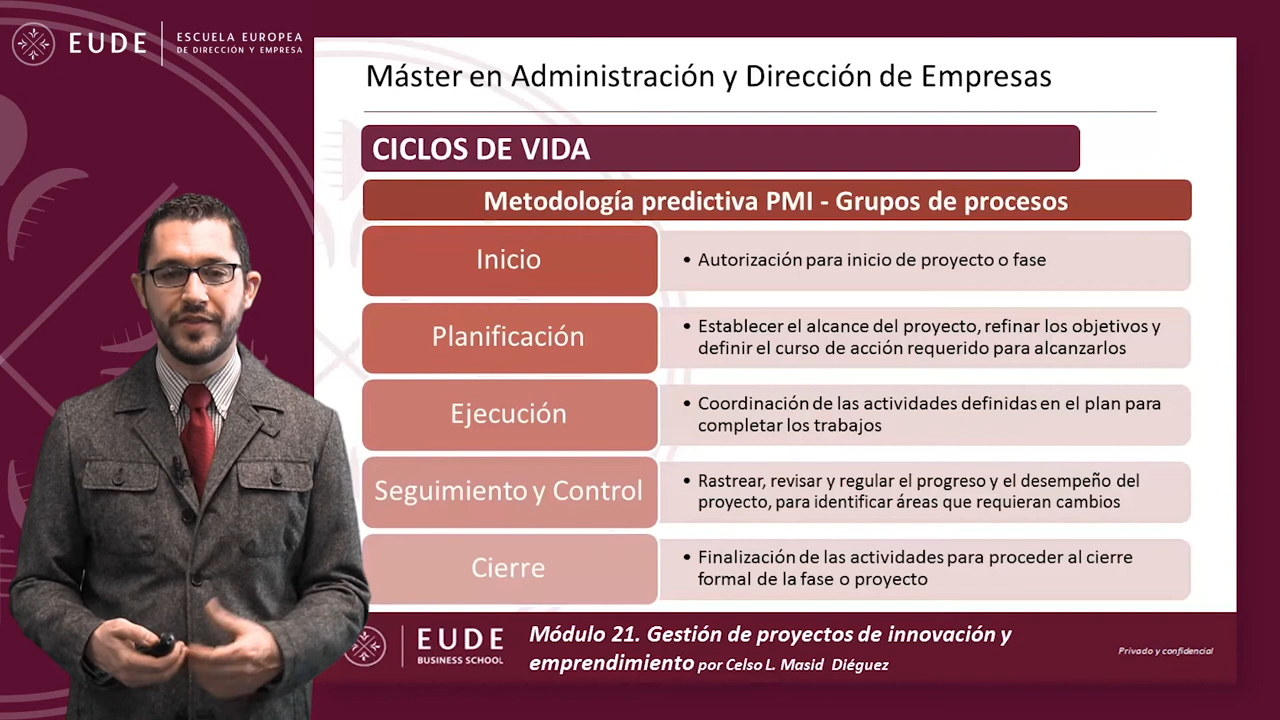 EUDE
ESCUELA EUROPEA
DE DIRECCIÓN Y EMPRESA
Máster en Administración y Dirección de Empresas
CICLOS DE VIDA
Metodología predictiva PMI - Grupos de procesos
Inicio
• Autorización para inicio de proyecto o fase
Planificación
• Establecer el alcance del proyecto, refinar los objetivos y
definir el curso de acción requerido para alcanzarlos
Ejecución
• Coordinación de las actividades definidas en el plan para
completar los trabajos
Seguimiento y Control
• Rastrear, revisar y regular el progreso y el desempeño del
proyecto, para identificar áreas que requieran cambios
Cierre
• Finalización de las actividades para proceder al cierre
formal de la fase o proyecto
EUDE
BUSINESS SCHOOL
Módulo 21. Gestión de proyectos de innovación y
emprendimiento por Celso L. Masid Diéguez
Privado y confidencial